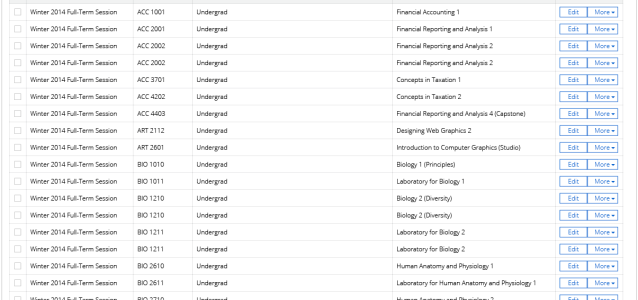 Winter 2014 Full-Term Session ACC 1001 Undergrad Financial Accounting 1 Edit More
Winter 2014 Full-Term Session ACC 2001 Undergrad Financial Reporting and Analysis 1 Edit More
Winter 2014 Full-Term Session ACC 2002 Undergrad Financial Reporting and Analysis 2 Edit More
Winter 2014 Full-Term Session ACC 2002 Undergrad Financial Reporting and Analysis 2 Edit More
Winter 2014 Full-Term Session ACC 3701 Undergrad Concepts in Taxation 1 Edit More
Winter 2014 Full-Term Session ACC 4202 Undergrad Concepts in Taxation 2 Edit More
Winter 2014 Full-Term Session ACC 4403 Undergrad Financial Reporting and Analysis 4 (Capstone) Edit More
Winter 2014 Full-Term Session ART 2112 Undergrad Designing Web Graphics 2 Edit More
Winter 2014 Full-Term Session ART 2601 Undergrad Introduction to Computer Graphics (Studio) Edit More
Winter 2014 Full-Term Session BIO 1010 Undergrad Biology 1 (Principles) Edit More
Winter 2014 Full-Term Session BIO 1011 Undergrad Laboratory for Biology 1 Edit More
Winter 2014 Full-Term Session BIO 1210 Undergrad Biology 2 (Diversity) Edit More
Winter 2014 Full-Term Session BIO 1210 Undergrad Biology 2 (Diversity) Edit More
Winter 2014 Full-Term Session BIO 1211 Undergrad Laboratory for Biology 2 Edit More
Winter 2014 Full-Term Session BIO 1211 Undergrad Laboratory for Biology 2 Edit More
Winter 2014 Full-Term Session BIO 2610 Undergrad Human Anatomy and Physiology 1 Edit More
Winter 2014 Full-Term Session BIO 2611 Undergrad Laboratory for Human Anatomy and Physiology 1 Edit More
Winter 2014 Full-Term Session BIO 2710 Undergrad Human Anatomy and Physiology 2 Edit More